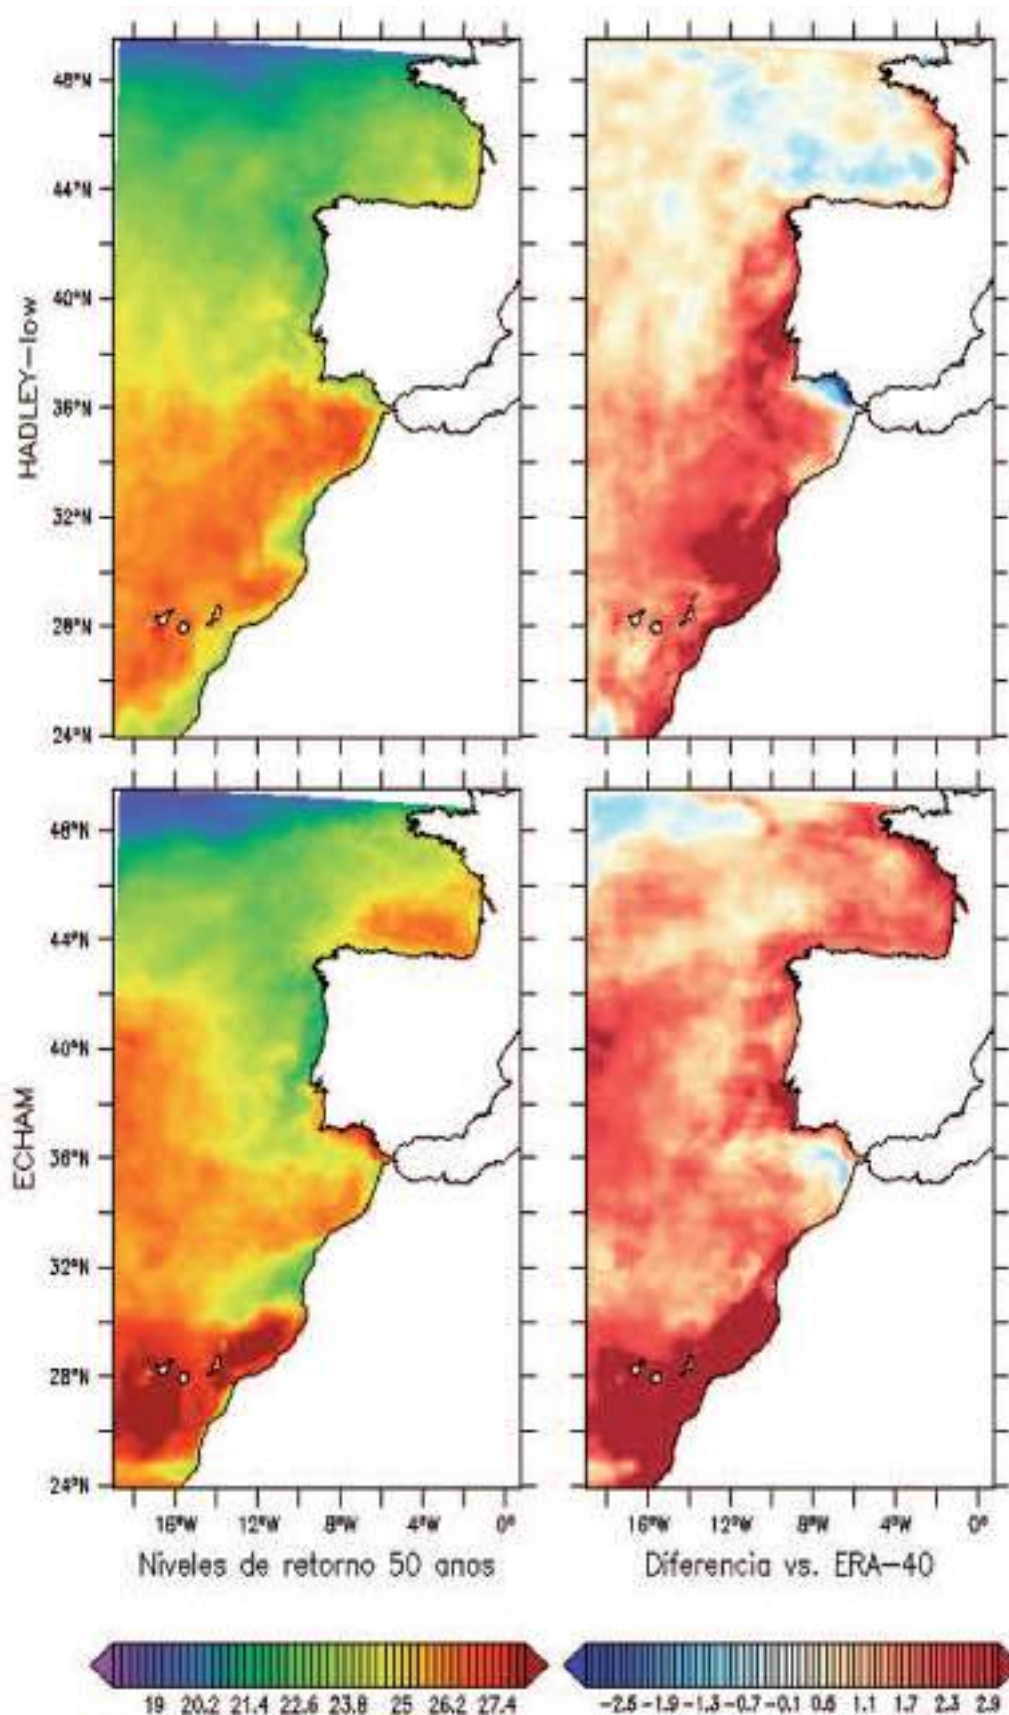 48°N
44°N
40°N
36°N
32°N
28°N
24°N
HADLEY-low
48°N
44°N
40°N
36°N
32°N
28°N
24°N
ECHAM
16°W 12°W 8°W 4°W 0° 16°W 12°W 8°W 4°W 0°
Niveles de retorno 50 anos Diferencia vs. ERA-40
19 20.2 21.4 22.6 23.8 25 26.2 27.4 -2.5 -1.9 -1.3 -0.7 -0.1 0.5 1.1 1.7 2.3 2.9